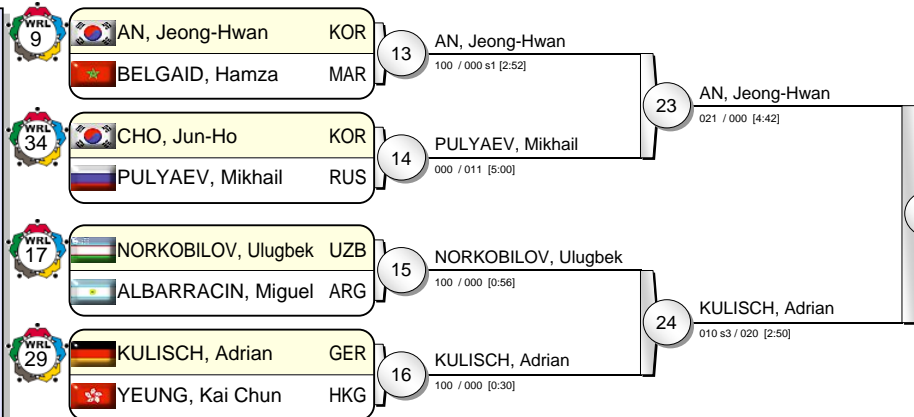 WRL
9
AN, Jeong-Hwan KOR
BELGAID, Hamza MAR
13
AN, Jeong-Hwan
100 / 000 s1 [2:52]
WRL
34
CHO, Jun-Ho KOR
PULYAEV, Mikhail RUS
14
PULYAEV, Mikhail
000 / 011 [5:00]
23
AN, Jeong-Hwan
021 / 000 [4:42]
WRL
17
NORKOBILOV, Ulugbek UZB
ALBARRACIN, Miguel ARG
15
NORKOBILOV, Ulugbek
100 / 000 [0:56]
WRL
29
KULISCH, Adrian GER
YEUNG, Kai Chun HKG
16
KULISCH, Adrian
100 / 000 [0:30]
24
KULISCH, Adrian
010 s3 / 020 [2:50]